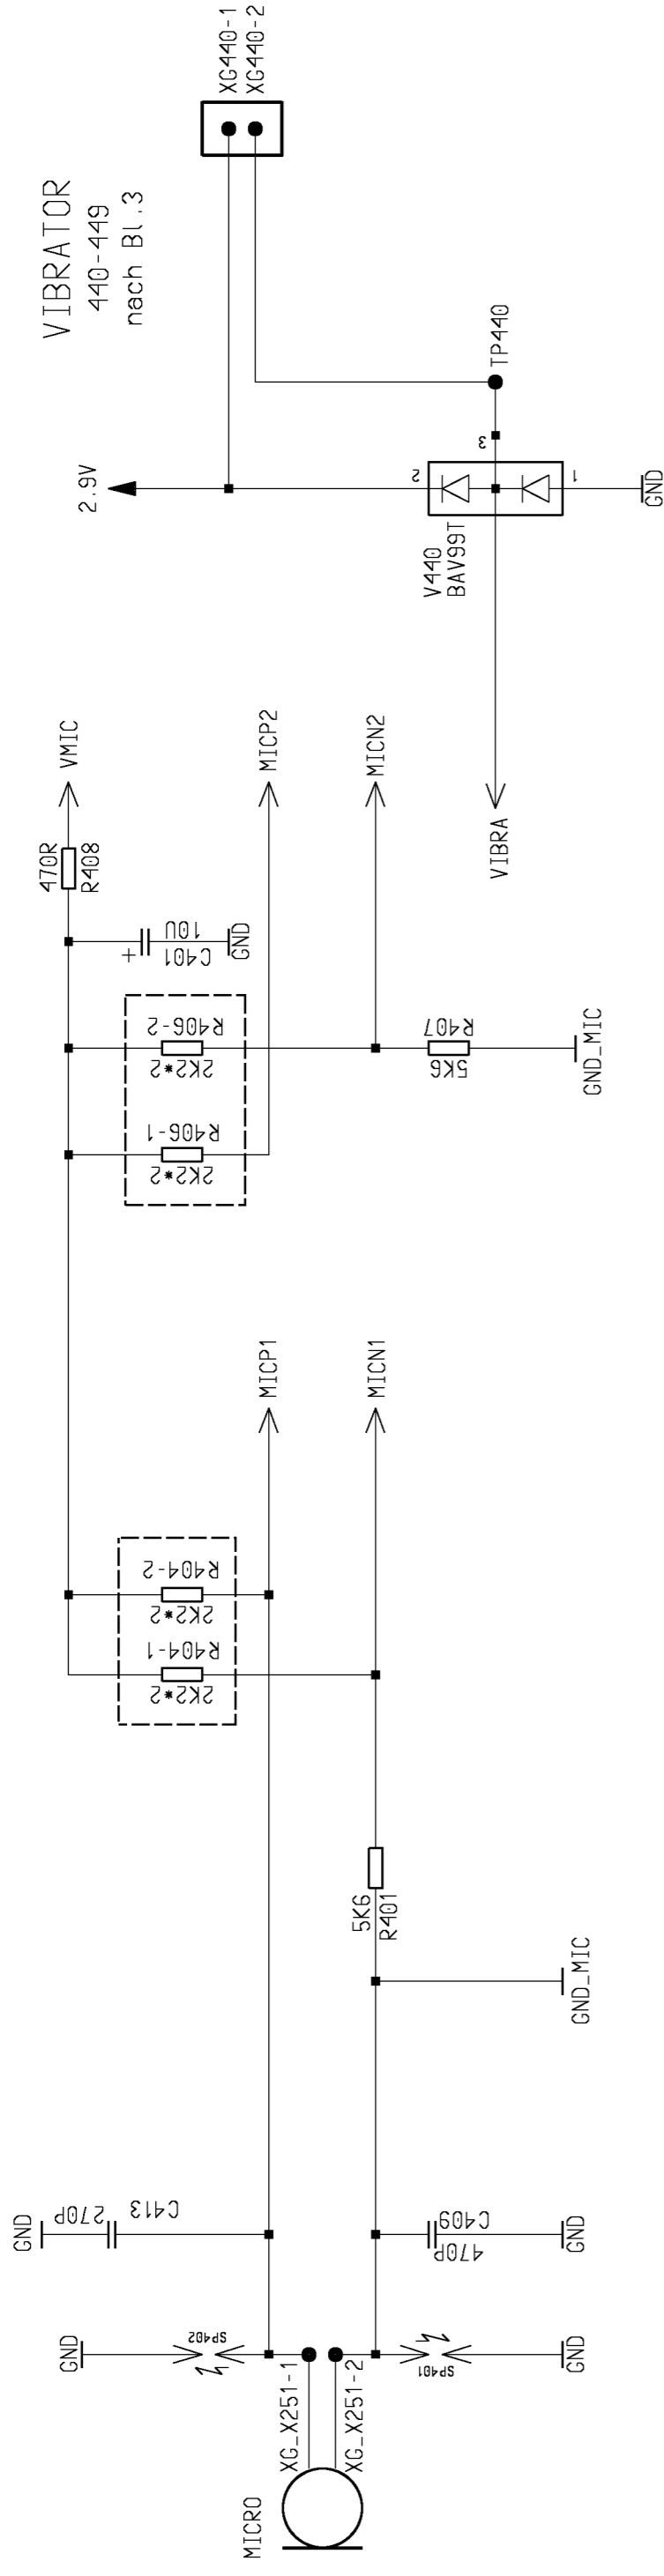 XG440-1
XG440-2
VIBRATOR
440-449
nach Bl.3
TP440
2.9V
3
2
1
GND
V440
BAV99T
VMIC
MICP2
MICN2
VIBRA
470R
R408
+
10U
C401
GND
R406-2
2K2*2
R407
5K6
GND_MIC
R406-1
2K2*2
MICP1
MICN1
R404-2
2K2*2
R404-1
2K2*2
5K6
R401
GND_MIC
GND
270P
C413
C409
470P
GND
GND
SP402
SP401
GND
XG_X251-1
XG_X251-2
MICRO